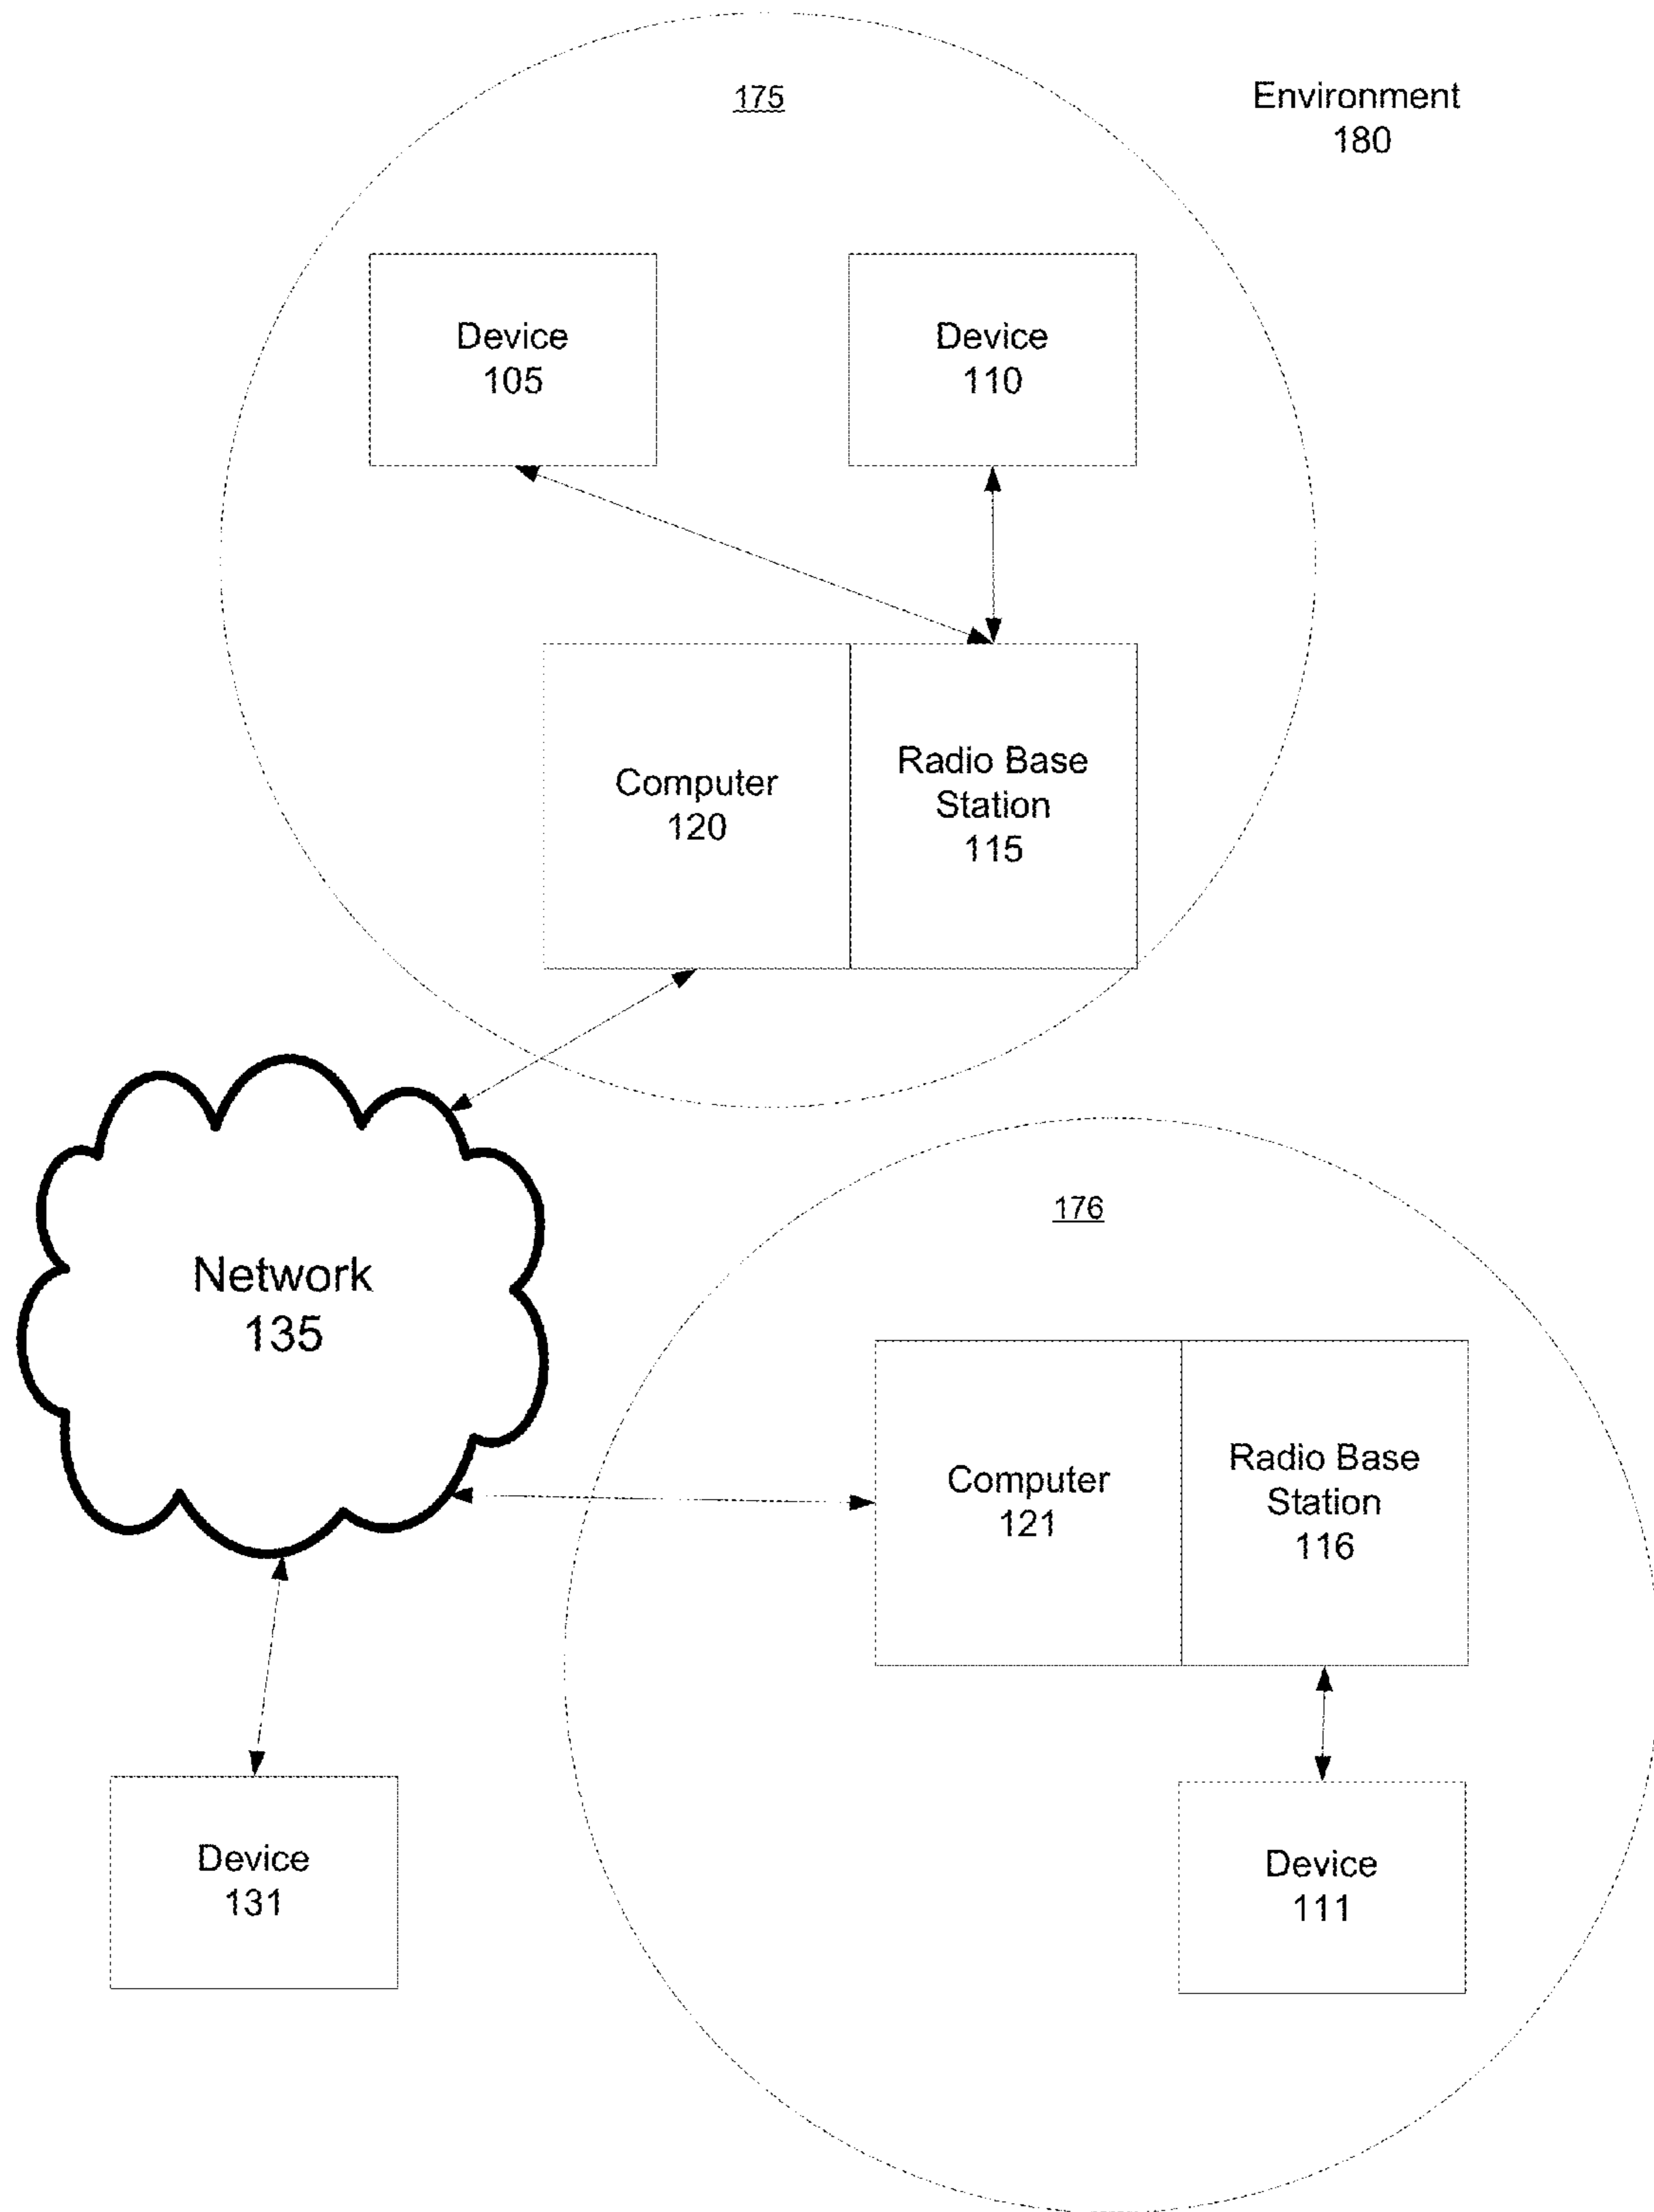 175
Environment
180
Device
105
Device
110
Computer
120
Radio Base
Station
115
Network
135
176
Computer
121
Radio Base
Station
116
Device
131
Device
111